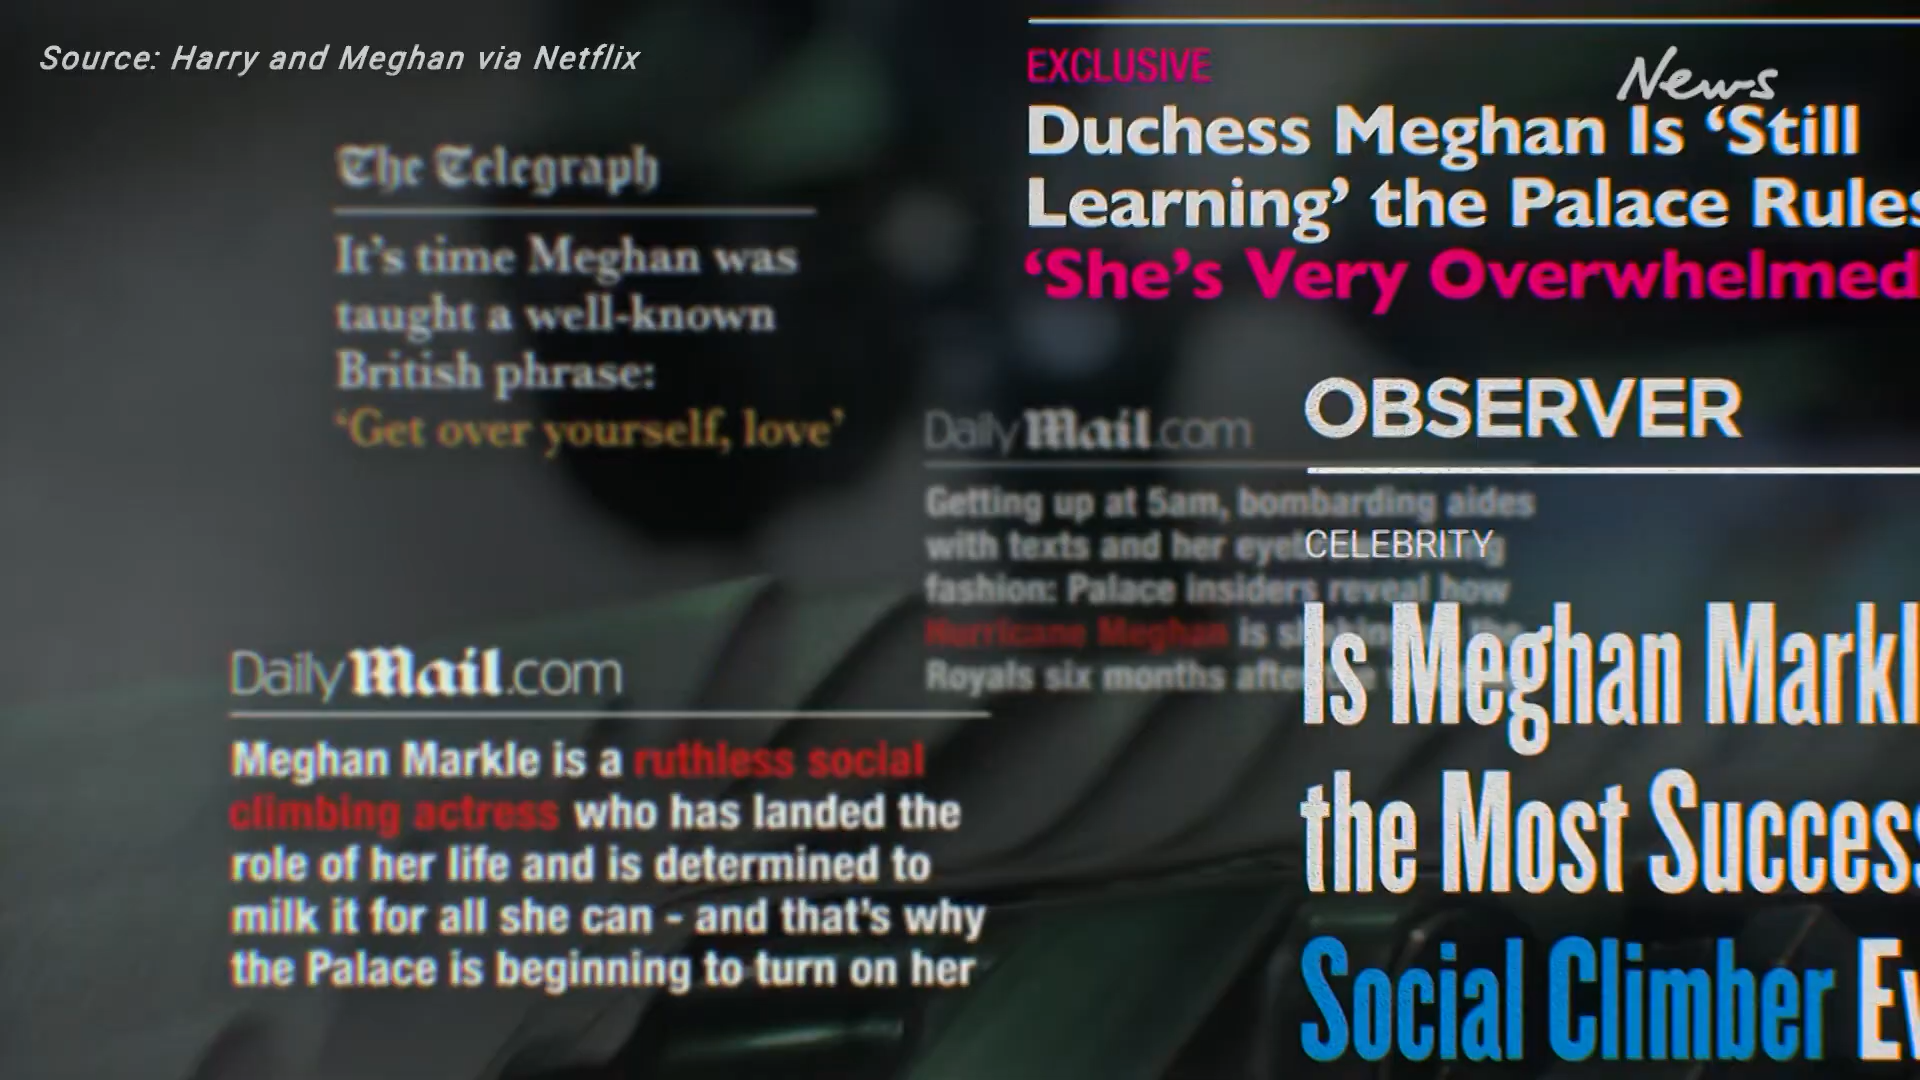 Source: Harry and Meghan via Netflix
News
EXCLUSIVE
Duchess Meghan Is ‘Still
Learning’ the Palace Rules
‘She’s Very Overwhelmed
The Telegraph
It’s time Meghan was
taught a well-known
British phrase:
‘Get over yourself, love’
DailyMail.com
Getting up at 5am, bombarding aides
with texts and her
fashion: Palace insiders reveal how
Hurricane Meghan is
Royals six months after
OBSERVER
CELEBRITY
Is Meghan Markl
the Most Success
Social Climber Ev
DailyMail.com
Meghan Markle is a ruthless social
climbing actress who has landed the
role of her life and is determined to
milk it for all she can - and that's why
the Palace is beginning to turn on her